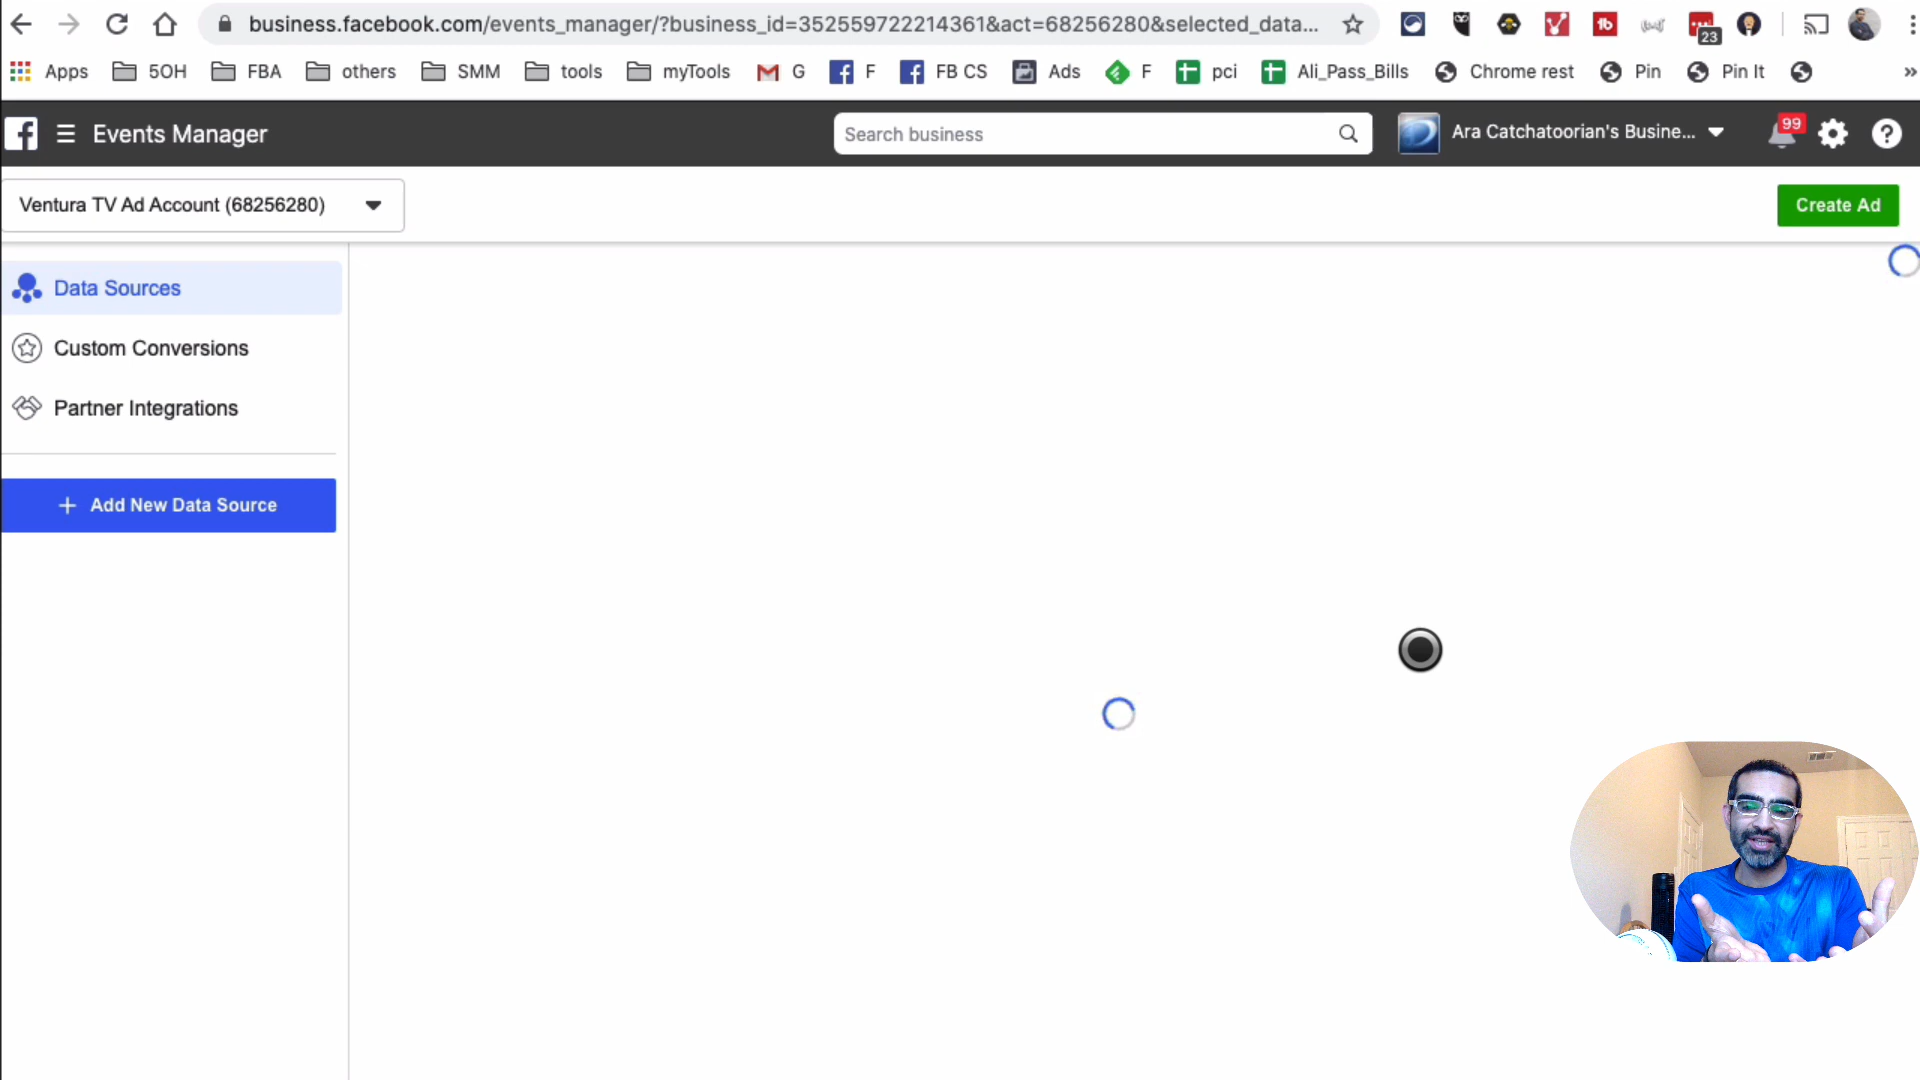 business.facebook.com/events_manager/?business_id=352559722214361&act=68256280&selected_data...
23
Apps 5OH FBA others SMM tools myTools G F FB CS Ads F pci Ali_Pass_Bills Chrome rest Pin Pin It »
Events Manager
Search business
Ara Catchatoorian's Busine...
99
Ventura TV Ad Account (68256280)
Create Ad
Data Sources
Custom Conversions
Partner Integrations
+ Add New Data Source